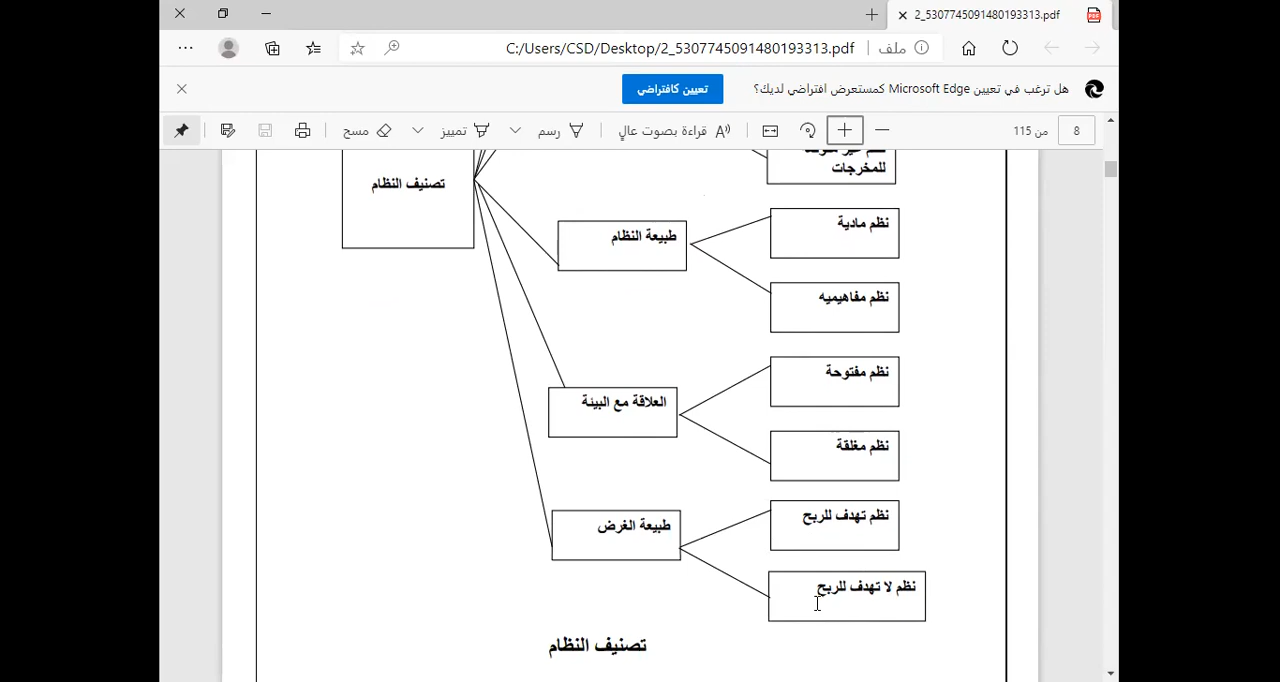 2_5307745091480193313.pdf
C:/Users/CSD/Desktop/2_5307745091480193313.pdf
ملف
هل ترغب في تعيين Microsoft Edge كمستعرض افتراضي لديك؟
تعيين كافتراضي
8
من 115
قراءة بصوت عالٍ
رسم
تمييز
مسح
للمخرجات
تصنيف النظام
نظم مادية
طبيعة النظام
نظم مفاهيميه
نظم مفتوحة
العلاقة مع البيئة
نظم مغلقة
نظم تهدف للربح
طبيعة الغرض
نظم لا تهدف للربح
تصنيف النظام